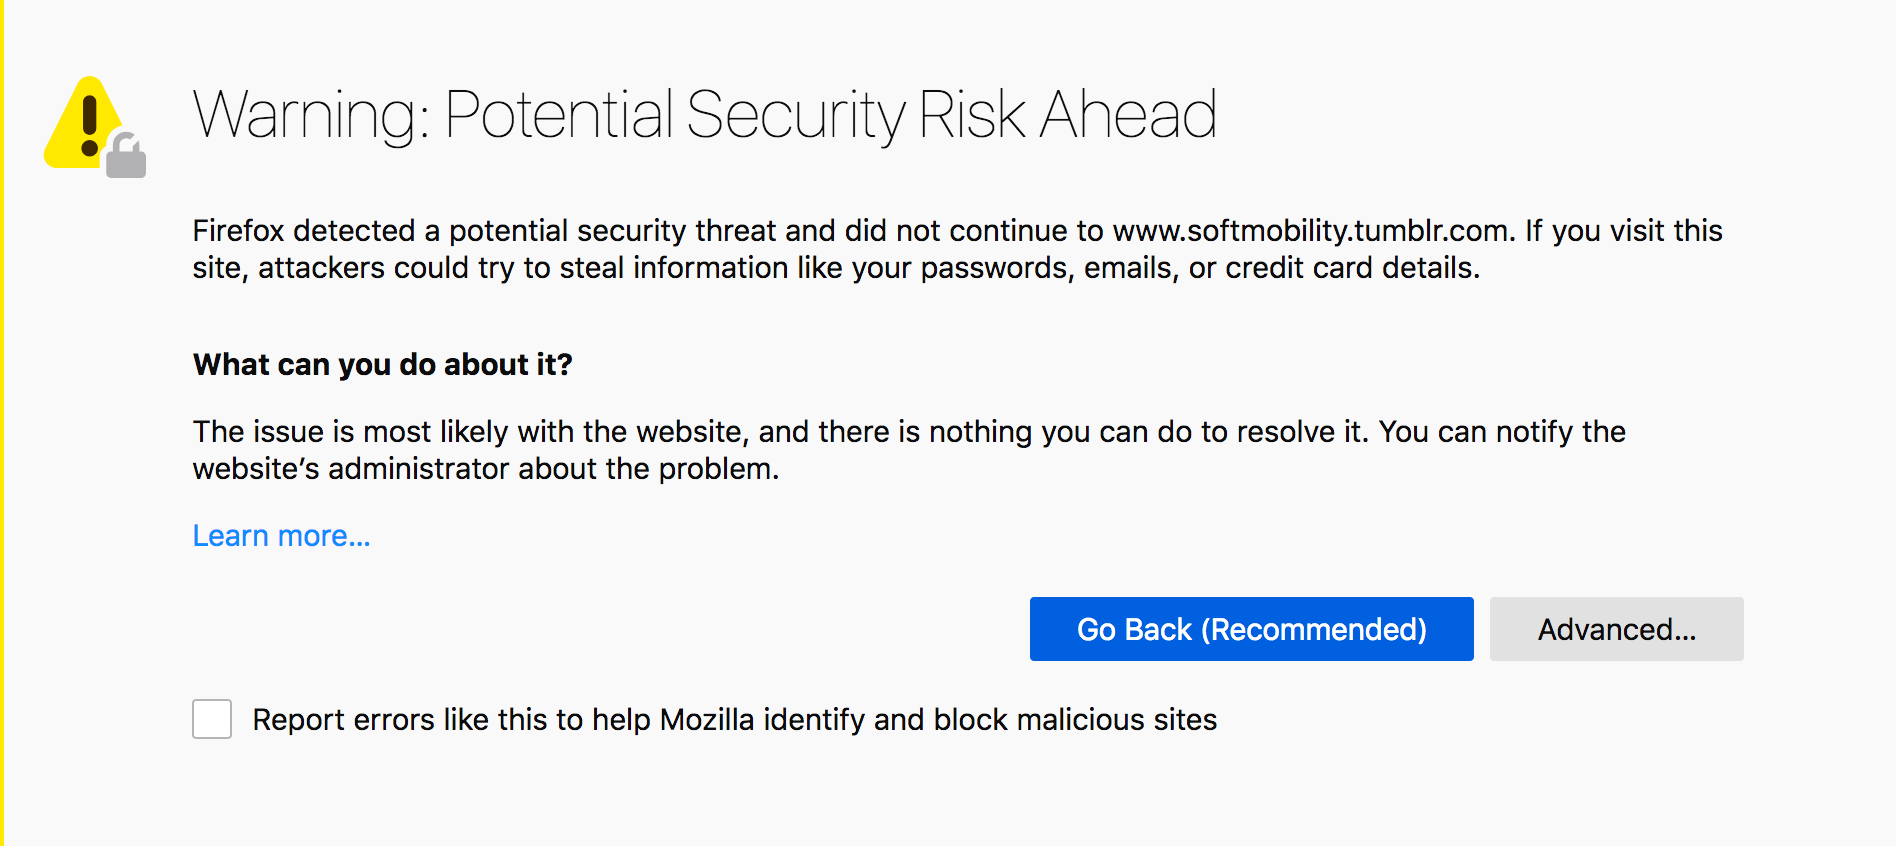 Warning: Potential Security Risk Ahead
Firefox detected a potential security threat and did not continue to www.softmobility.tumblr.com. If you visit this
site, attackers could try to steal information like your passwords, emails, or credit card details.
What can you do about it?
The issue is most likely with the website, and there is nothing you can do to resolve it. You can notify the
website’s administrator about the problem.
Learn more…
Go Back (Recommended)
Advanced…
Report errors like this to help Mozilla identify and block malicious sites